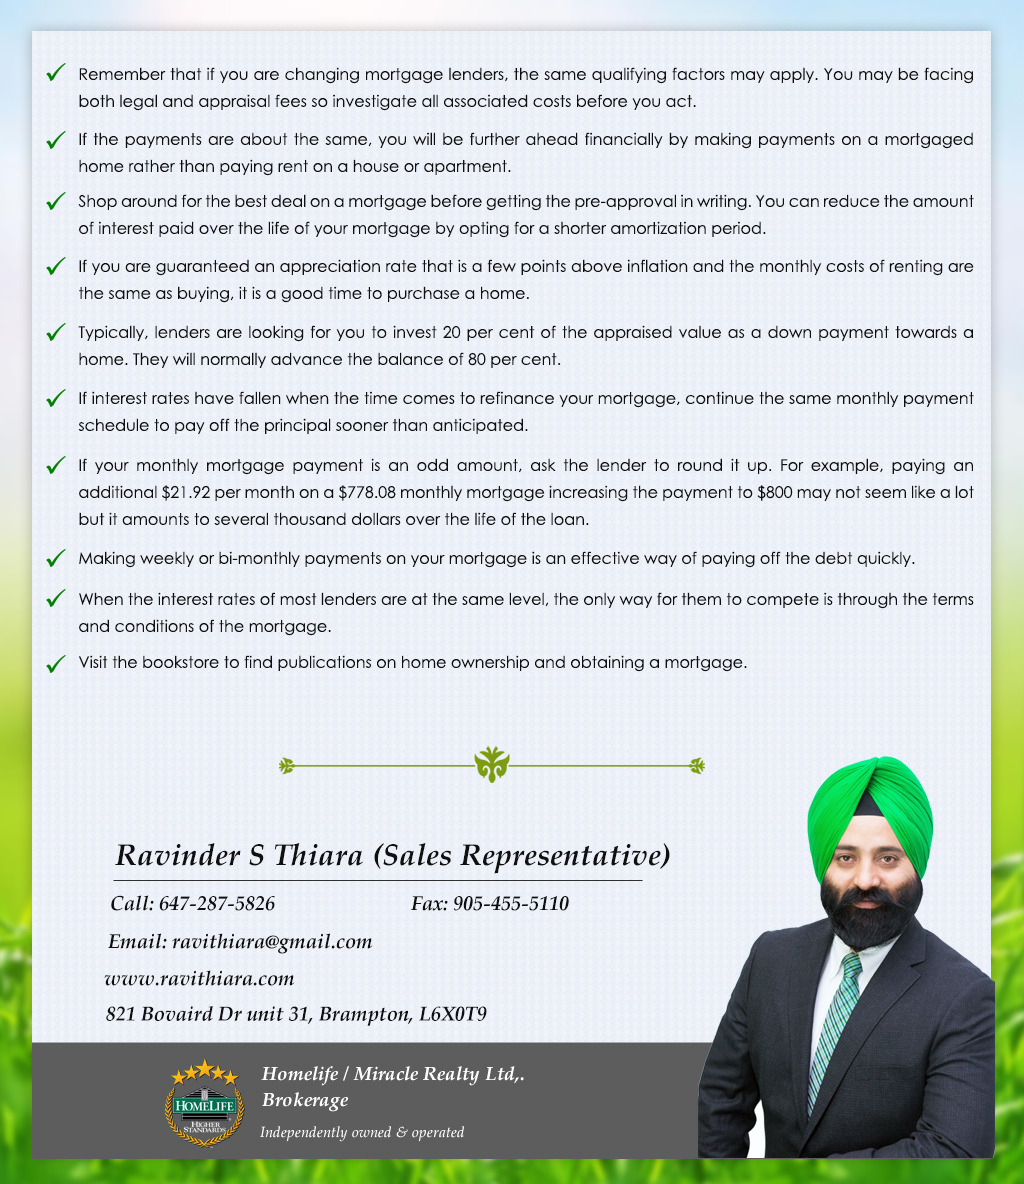 Remember that if you are changing mortgage lenders, the same qualifying factors may apply. You may be facing
both legal and appraisal fees so investigate all associated costs before you act.
If the payments are about the same, you will be further ahead financially by making payments on a mortgaged
home rather than paying rent on a house or apartment.
Shop around for the best deal on a mortgage before getting the pre-approval in writing. You can reduce the amount
of interest paid over the life of your mortgage by opting for a shorter amortization period.
If you are guaranteed an appreciation rate that is a few points above inflation and the monthly costs of renting are
the same as buying, it is a good time to purchase a home.
Typically, lenders are looking for you to invest 20 per cent of the appraised value as a down payment towards a
home. They will normally advance the balance of 80 per cent.
If interest rates have fallen when the time comes to refinance your mortgage, continue the same monthly payment
schedule to pay off the principal sooner than anticipated.
If your monthly mortgage payment is an odd amount, ask the lender to round it up. For example, paying an
additional $21.92 per month on a $778.08 monthly mortgage increasing the payment to $800 may not seem like a lot
but it amounts to several thousand dollars over the life of the loan.
Making weekly or bi-monthly payments on your mortgage is an effective way of paying off the debt quickly.
When the interest rates of most lenders are at the same level, the only way for them to compete is through the terms
and conditions of the mortgage.
Visit the bookstore to find publications on home ownership and obtaining a mortgage.
Ravinder S Thiara (Sales Representative)
Call: 647-287-5826 Fax: 905-455-5110
Email: ravithiara@gmail.com
www.ravithiara.com
821 Bovaird Dr unit 31, Brampton, L6X0T9
Homelife / Miracle Realty Ltd,.
Brokerage
Independently owned & operated
HOMELIFE
HIGHER
STANDARDS